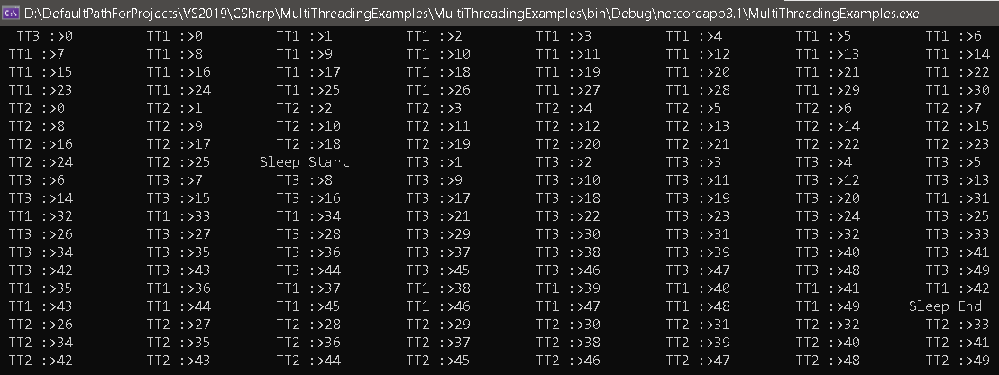 D:\DefaultPathForProjects\VS2019\CSharp\MultiThreadingExamples\MultiThreadingExamples\bin\Debug\netcoreapp3.1\MultiThreadingExamples.exe
TT3 :>0 TT1 :>0 TT1 :>1 TT1 :>2 TT1 :>3 TT1 :>4 TT1 :>5 TT1 :>6
TT1 :>7 TT1 :>8 TT1 :>9 TT1 :>10 TT1 :>11 TT1 :>12 TT1 :>13 TT1 :>14
TT1 :>15 TT1 :>16 TT1 :>17 TT1 :>18 TT1 :>19 TT1 :>20 TT1 :>21 TT1 :>22
TT1 :>23 TT1 :>24 TT1 :>25 TT1 :>26 TT1 :>27 TT1 :>28 TT1 :>29 TT1 :>30
TT2 :>0 TT2 :>1 TT2 :>2 TT2 :>3 TT2 :>4 TT2 :>5 TT2 :>6 TT2 :>7
TT2 :>8 TT2 :>9 TT2 :>10 TT2 :>11 TT2 :>12 TT2 :>13 TT2 :>14 TT2 :>15
TT2 :>16 TT2 :>17 TT2 :>18 TT2 :>19 TT2 :>20 TT2 :>21 TT2 :>22 TT2 :>23
TT2 :>24 TT2 :>25 Sleep Start TT3 :>1 TT3 :>2 TT3 :>3 TT3 :>4 TT3 :>5
TT3 :>6 TT3 :>7 TT3 :>8 TT3 :>9 TT3 :>10 TT3 :>11 TT3 :>12 TT3 :>13
TT3 :>14 TT3 :>15 TT3 :>16 TT3 :>17 TT3 :>18 TT3 :>19 TT3 :>20 TT1 :>31
TT1 :>32 TT1 :>33 TT1 :>34 TT3 :>21 TT3 :>22 TT3 :>23 TT3 :>24 TT3 :>25
TT3 :>26 TT3 :>27 TT3 :>28 TT3 :>29 TT3 :>30 TT3 :>31 TT3 :>32 TT3 :>33
TT3 :>34 TT3 :>35 TT3 :>36 TT3 :>37 TT3 :>38 TT3 :>39 TT3 :>40 TT3 :>41
TT3 :>42 TT3 :>43 TT3 :>44 TT3 :>45 TT3 :>46 TT3 :>47 TT3 :>48 TT3 :>49
TT1 :>35 TT1 :>36 TT1 :>37 TT1 :>38 TT1 :>39 TT1 :>40 TT1 :>41 TT1 :>42
TT1 :>43 TT1 :>44 TT1 :>45 TT1 :>46 TT1 :>47 TT1 :>48 TT1 :>49 Sleep End
TT2 :>26 TT2 :>27 TT2 :>28 TT2 :>29 TT2 :>30 TT2 :>31 TT2 :>32 TT2 :>33
TT2 :>34 TT2 :>35 TT2 :>36 TT2 :>37 TT2 :>38 TT2 :>39 TT2 :>40 TT2 :>41
TT2 :>42 TT2 :>43 TT2 :>44 TT2 :>45 TT2 :>46 TT2 :>47 TT2 :>48 TT2 :>49